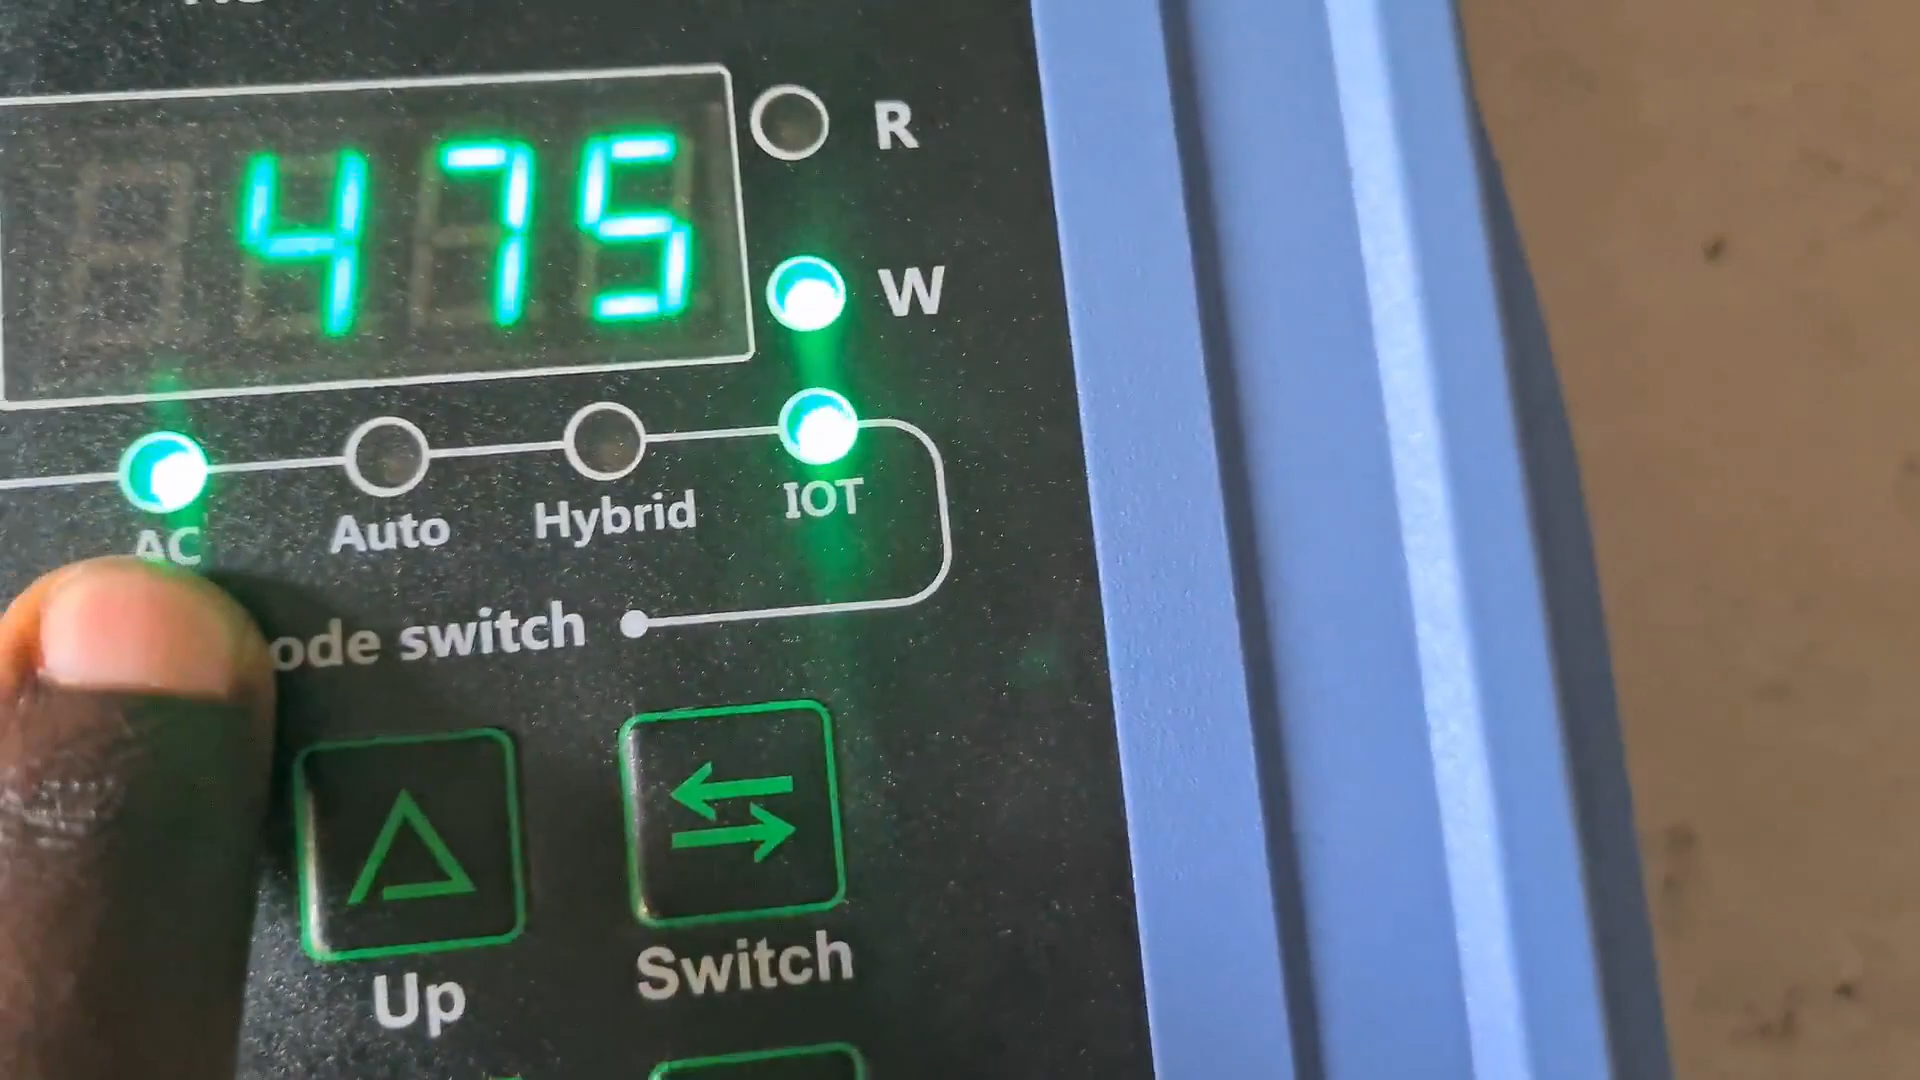 475
R
W
AC
Auto
Hybrid
IOT
ode switch
Up
Switch